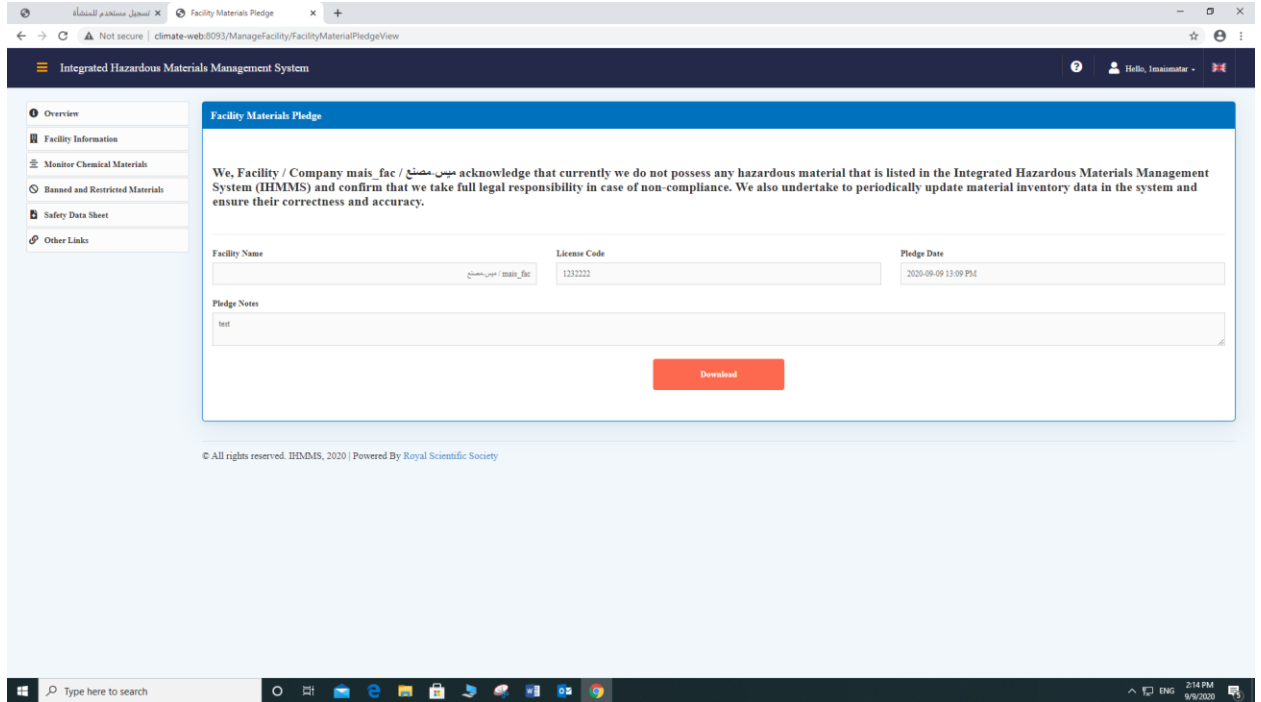 تسجيل مستخدم للمنشأة
Facility Materials Pledge
Not secure | climate-web:8093/ManageFacility/FacilityMaterialPledgeView
Integrated Hazardous Materials Management System
Hello, 1maismatar
Overview
Facility Information
Monitor Chemical Materials
Banned and Restricted Materials
Safety Data Sheet
Other Links
Facility Materials Pledge
We, Facility / Company mais_fac / ميس مصنع acknowledge that currently we do not possess any hazardous material that is listed in the Integrated Hazardous Materials Management
System (IHMMS) and confirm that we take full legal responsibility in case of non-compliance. We also undertake to periodically update material inventory data in the system and
ensure their correctness and accuracy.
Facility Name
License Code
Pledge Date
ميس مصنع / mais_fac
1232222
2020-09-09 13:09 PM
Pledge Notes
test
Download
© All rights reserved. IHMMS, 2020 | Powered By Royal Scientific Society
Type here to search
ENG
2:14 PM
9/9/2020